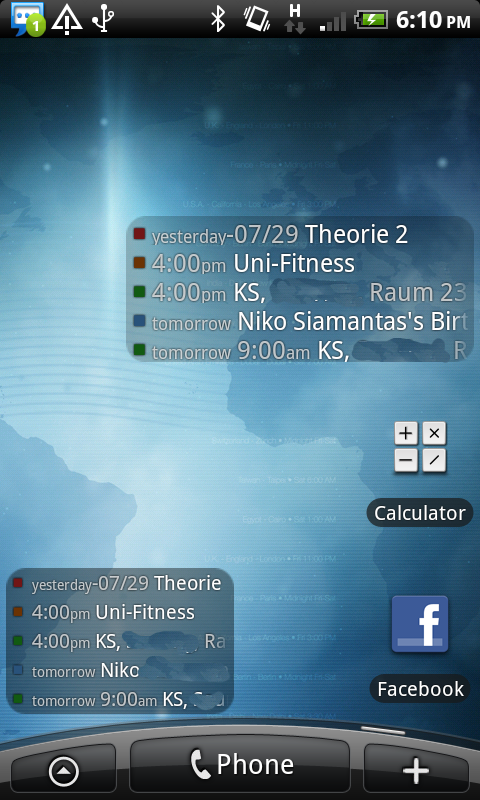 1
H
6:10 PM
yesterday-07/29 Theorie 2
4:00pm Uni-Fitness
4:00pm KS, Raum 23
tomorrow Niko Siamantas's Birt
tomorrow 9:00am KS, R
+ ×
− ∕
Calculator
yesterday-07/29 Theorie
4:00pm Uni-Fitness
4:00pm KS, Ra
tomorrow Niko
tomorrow 9:00am KS,
f
Facebook
Phone
+